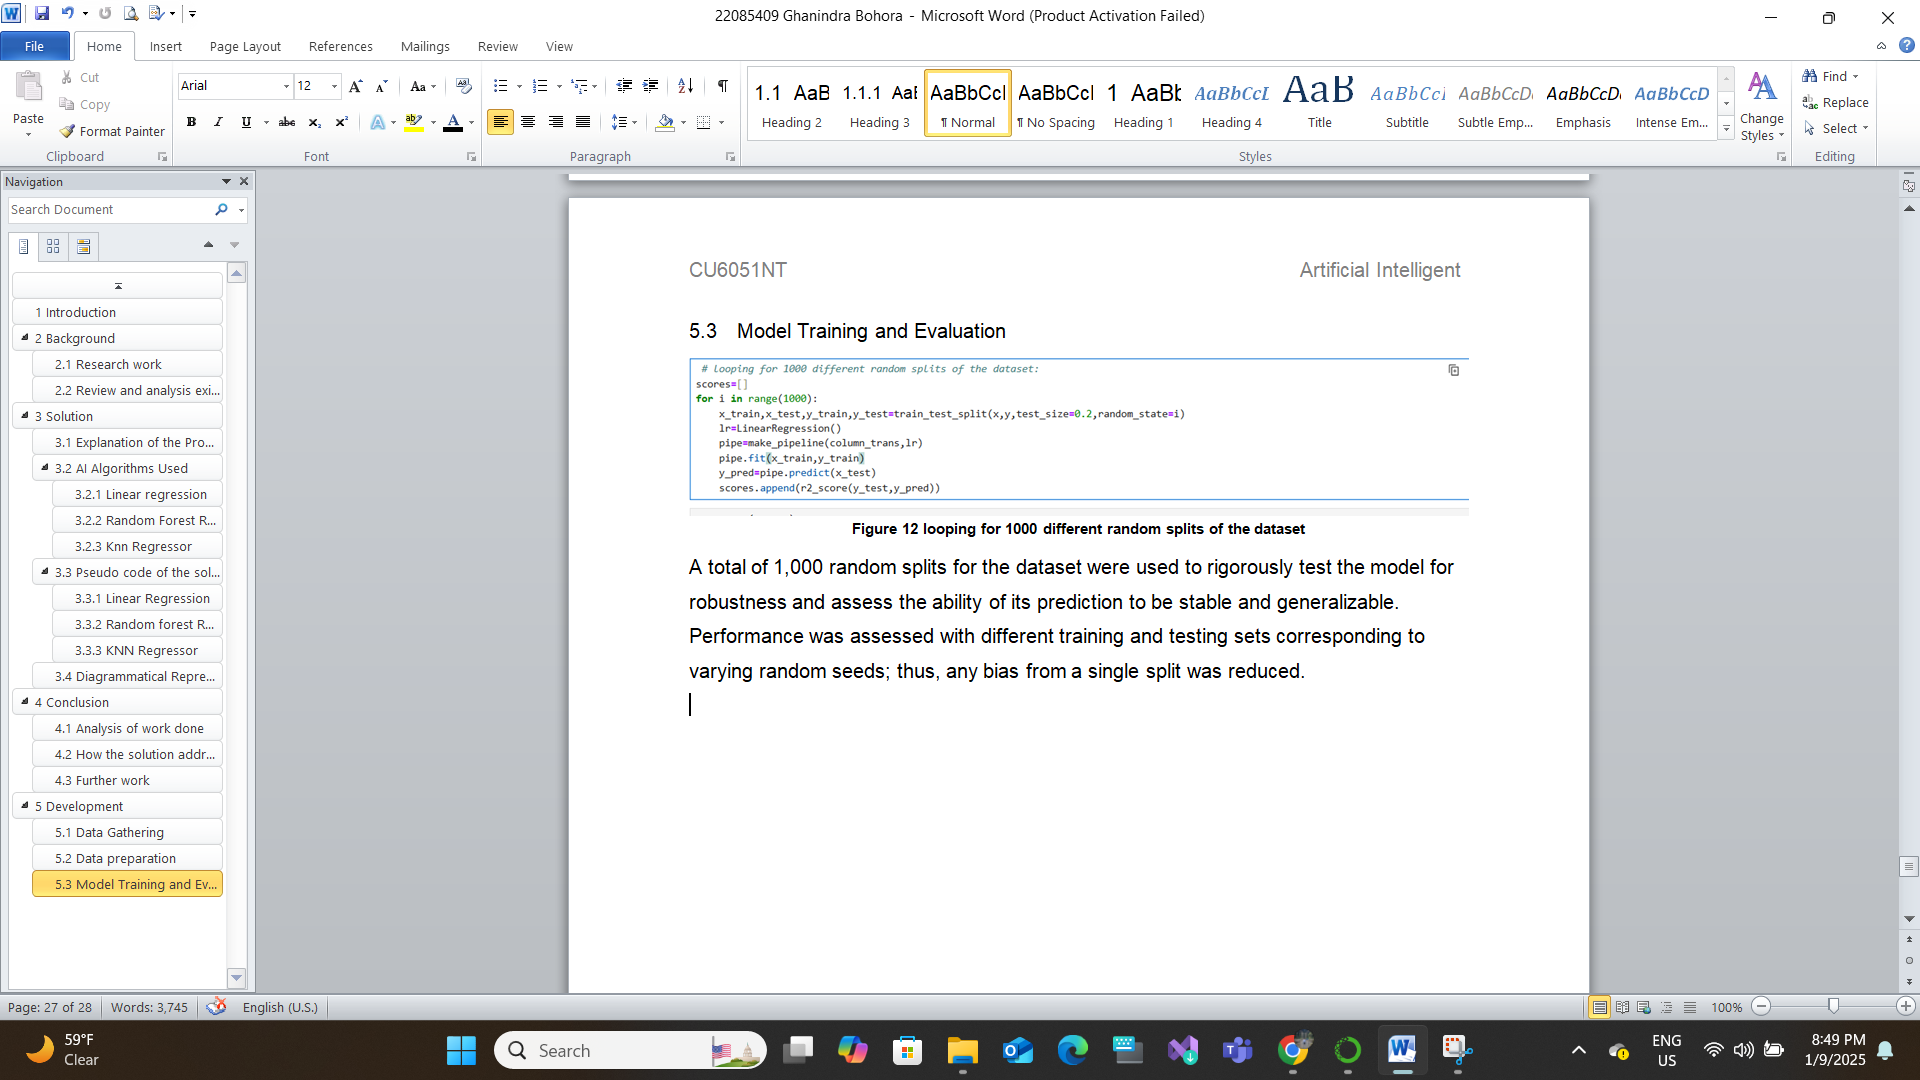 22085409 Ghanindra Bohora - Microsoft Word (Product Activation Failed)
File Home Insert Page Layout References Mailings Review View
Paste
Cut
Copy
Format Painter
Clipboard
Arial 12
Font
Paragraph
1.1 AaB 1.1.1 AaE AaBbCcI AaBbCcI 1 AaBb AaBbCcL AaB AaBbCcI AaBbCcDa AaBbCcDa AaBbCcD
Heading 2 Heading 3 ¶ Normal ¶ No Spacing Heading 1 Heading 4 Title Subtitle Subtle Emp... Emphasis Intense Em...
Styles
Change
Styles
Find
Replace
Select
Editing
Navigation
Search Document
1 Introduction
2 Background
2.1 Research work
2.2 Review and analysis exi...
3 Solution
3.1 Explanation of the Pro...
3.2 AI Algorithms Used
3.2.1 Linear regression
3.2.2 Random Forest R...
3.2.3 Knn Regressor
3.3 Pseudo code of the sol...
3.3.1 Linear Regression
3.3.2 Random forest R...
3.3.3 KNN Regressor
3.4 Diagrammatical Repre...
4 Conclusion
4.1 Analysis of work done
4.2 How the solution addr...
4.3 Further work
5 Development
5.1 Data Gathering
5.2 Data preparation
5.3 Model Training and Ev...
CU6051NT Artificial Intelligent
5.3 Model Training and Evaluation
# looping for 1000 different random splits of the dataset:
scores=[]
for i in range(1000):
x_train,x_test,y_train,y_test=train_test_split(x,y,test_size=0.2,random_state=i)
lr=LinearRegression()
pipe=make_pipeline(column_trans,lr)
pipe.fit(x_train,y_train)
y_pred=pipe.predict(x_test)
scores.append(r2_score(y_test,y_pred))
Figure 12 looping for 1000 different random splits of the dataset
A total of 1,000 random splits for the dataset were used to rigorously test the model for
robustness and assess the ability of its prediction to be stable and generalizable.
Performance was assessed with different training and testing sets corresponding to
varying random seeds; thus, any bias from a single split was reduced.
Page: 27 of 28 Words: 3,745 English (U.S.) 100%
59°F
Clear
Search
ENG
US
8:49 PM
1/9/2025